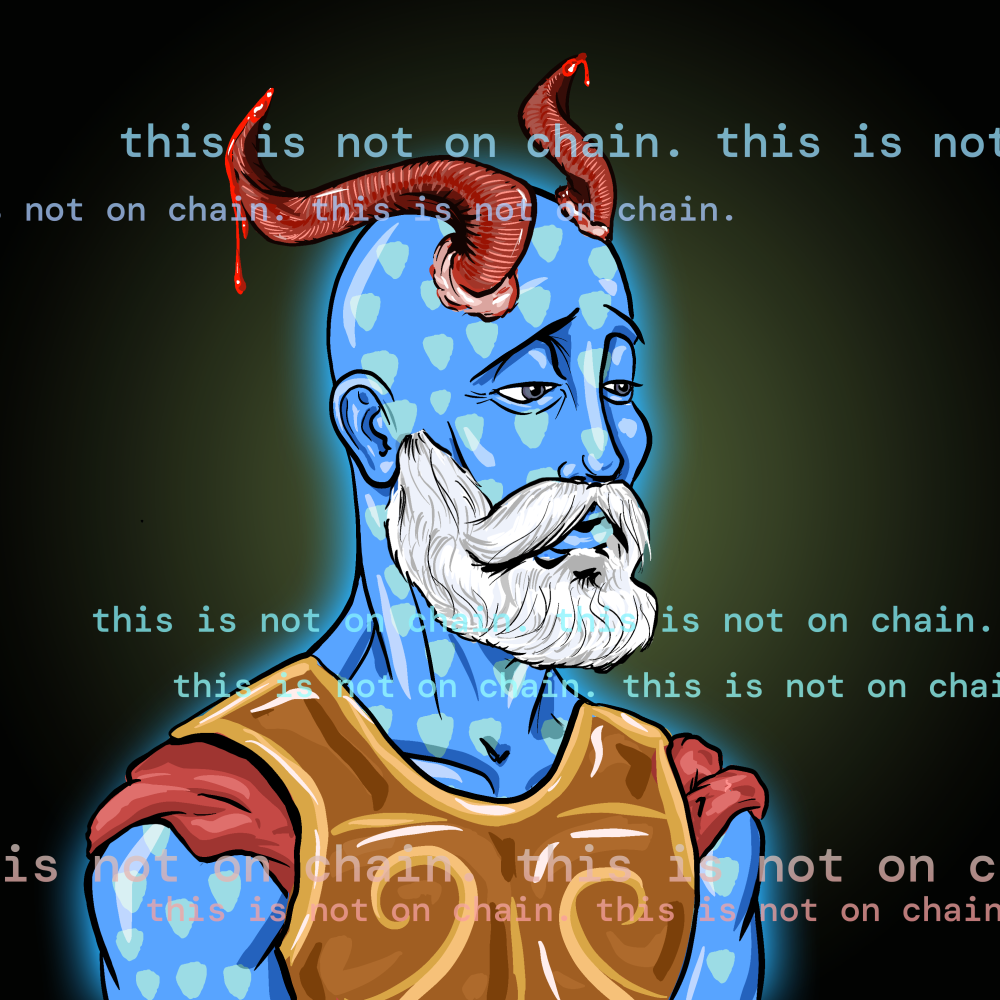 this is not on chain. this is not
not on chain. this is not on chain.
this is not on chain. this is not on chain.
this is not on chain. this is not on chai
is not on chain. this is not on c
this is not on chain. this is not on chain